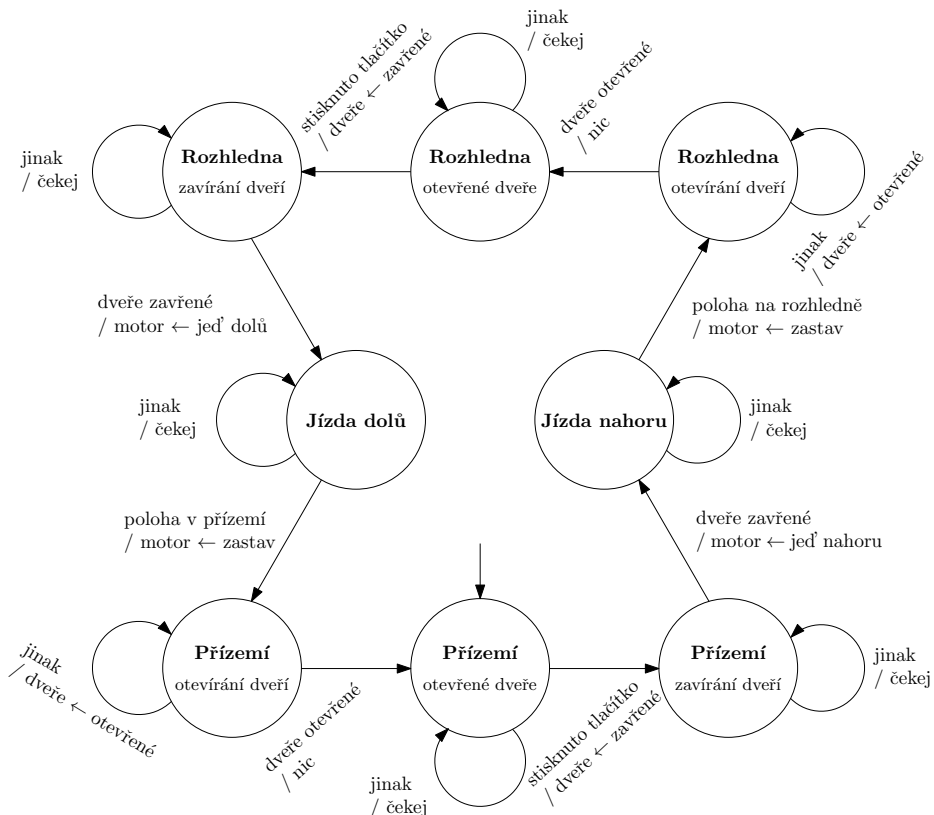 jinak
/ čekej
stisknuto tlačítko
/ dveře ← zavřené
dveře otevřené
/ nic
jinak
/ čekej
Rozhledna
zavírání dveří
Rozhledna
otevřené dveře
Rozhledna
otevírání dveří
jinak
/ dveře ← otevřené
dveře zavřené
/ motor ← jeď dolů
poloha na rozhledně
/ motor ← zastav
jinak
/ čekej
Jízda dolů
Jízda nahoru
jinak
/ čekej
poloha v přízemí
/ motor ← zastav
dveře zavřené
/ motor ← jeď nahoru
jinak
/ dveře ← otevřené
Přízemí
otevírání dveří
Přízemí
otevřené dveře
Přízemí
zavírání dveří
jinak
/ čekej
dveře otevřené
/ nic
stisknuto tlačítko
/ dveře ← zavřené
jinak
/ čekej